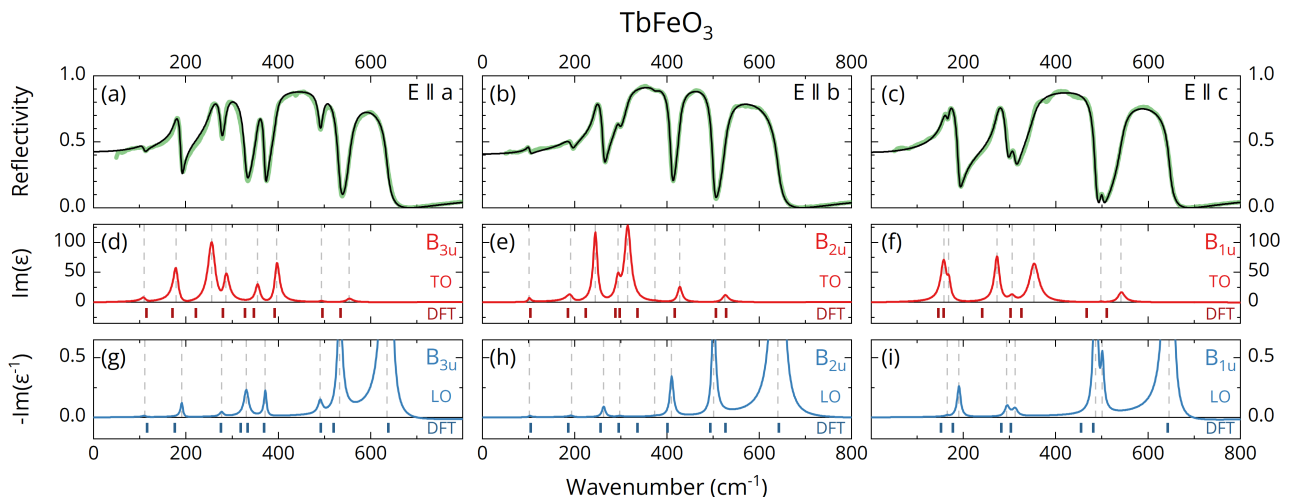 TbFeO₃
200 400 600 0 200 400 600 800 200 400 600
1.0 (a) E ∥ a (b) E ∥ b (c) E ∥ c 1.0
Reflectivity
0.5 0.5
0.0 0.0
100 (d) B₃ᵤ (e) B₂ᵤ (f) B₁ᵤ 100
Im(ε)
50 TO TO TO 50
0 0
DFT DFT DFT
0.5 (g) B₃ᵤ (h) B₂ᵤ (i) B₁ᵤ 0.5
-Im(ε⁻¹)
LO LO LO
0.0 0.0
DFT DFT DFT
0 200 400 600 0 200 400 600 800 200 400 600 800
Wavenumber (cm⁻¹)